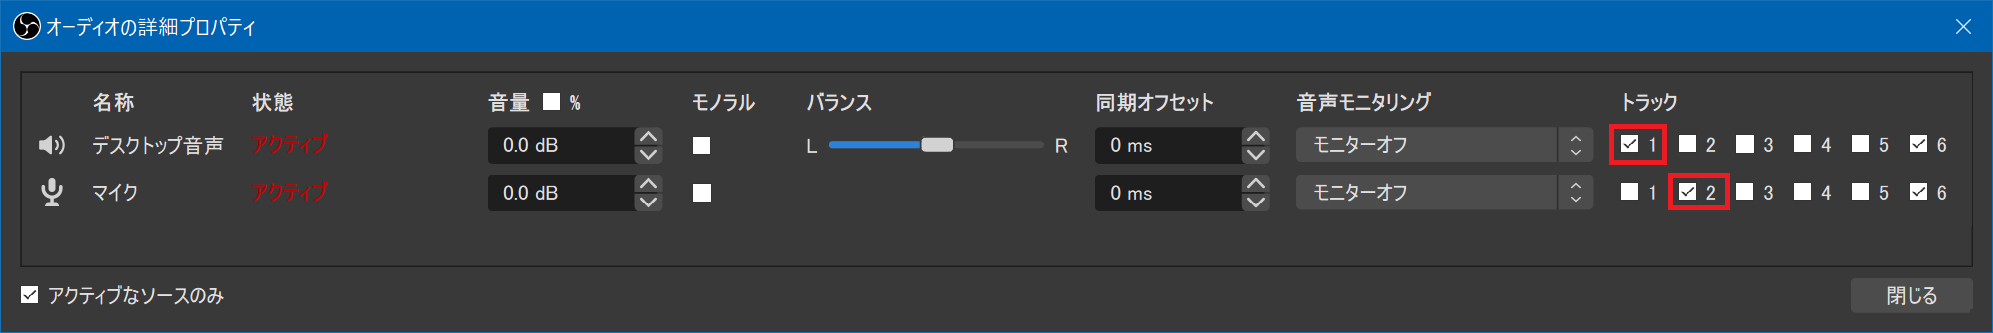 オーディオの詳細プロパティ
名称 状態 音量 % モノラル バランス 同期オフセット 音声モニタリング トラック
デスクトップ音声 アクティブ 0.0 dB L R 0 ms モニターオフ 1 2 3 4 5 6
マイク アクティブ 0.0 dB 0 ms モニターオフ 1 2 3 4 5 6
アクティブなソースのみ 閉じる